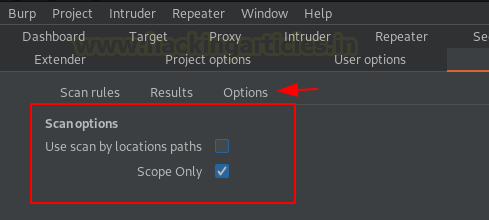 Burp Project Intruder Repeater Window Help
Dashboard Target Proxy Intruder Repeater
www.hackingarticles.in
Extender Project options User options
Scan rules Results Options
Scan options
Use scan by locations paths
Scope Only